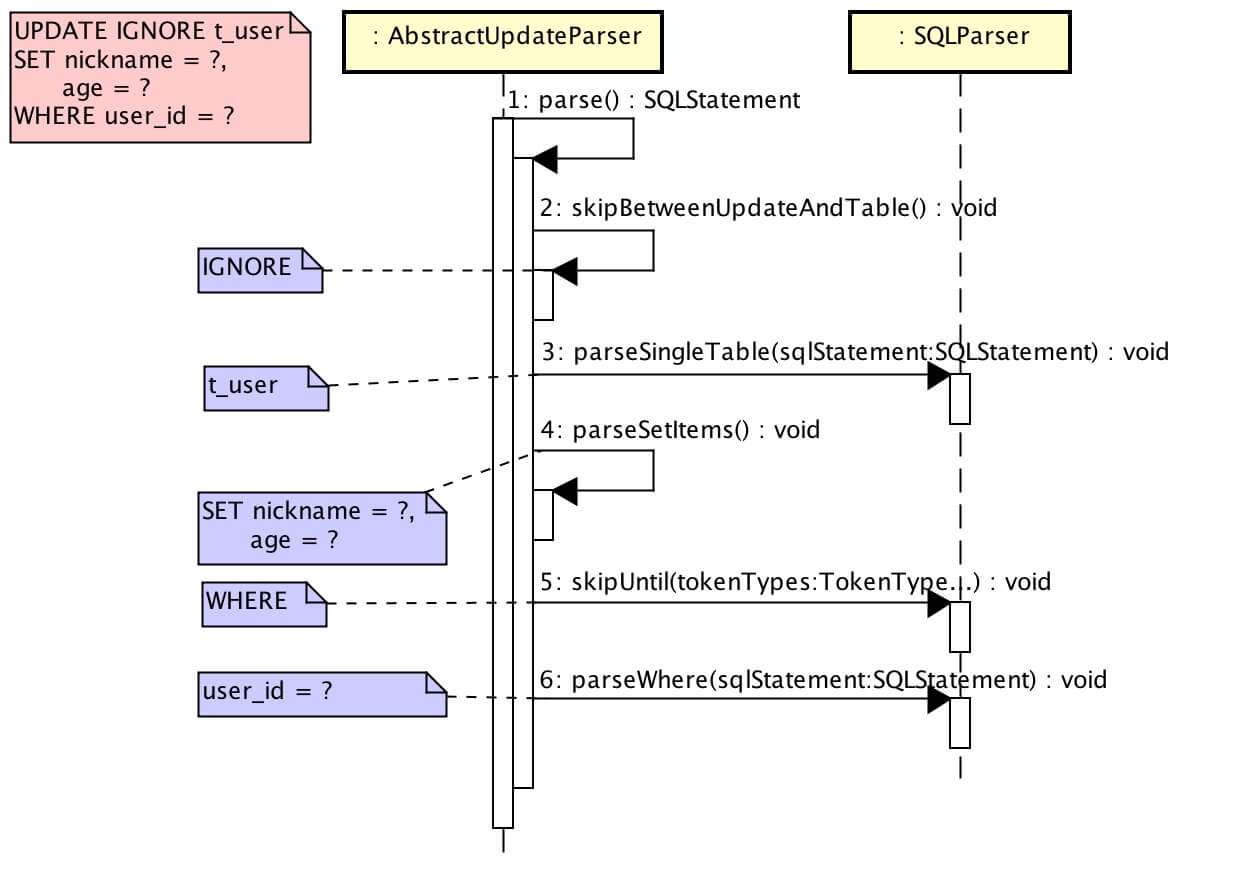 UPDATE IGNORE t_user
SET nickname = ?,
age = ?
WHERE user_id = ?
: AbstractUpdateParser
: SQLParser
1: parse() : SQLStatement
2: skipBetweenUpdateAndTable() : void
IGNORE
3: parseSingleTable(sqlStatement:SQLStatement) : void
t_user
4: parseSetItems() : void
SET nickname = ?,
age = ?
5: skipUntil(tokenTypes:TokenType...) : void
WHERE
6: parseWhere(sqlStatement:SQLStatement) : void
user_id = ?